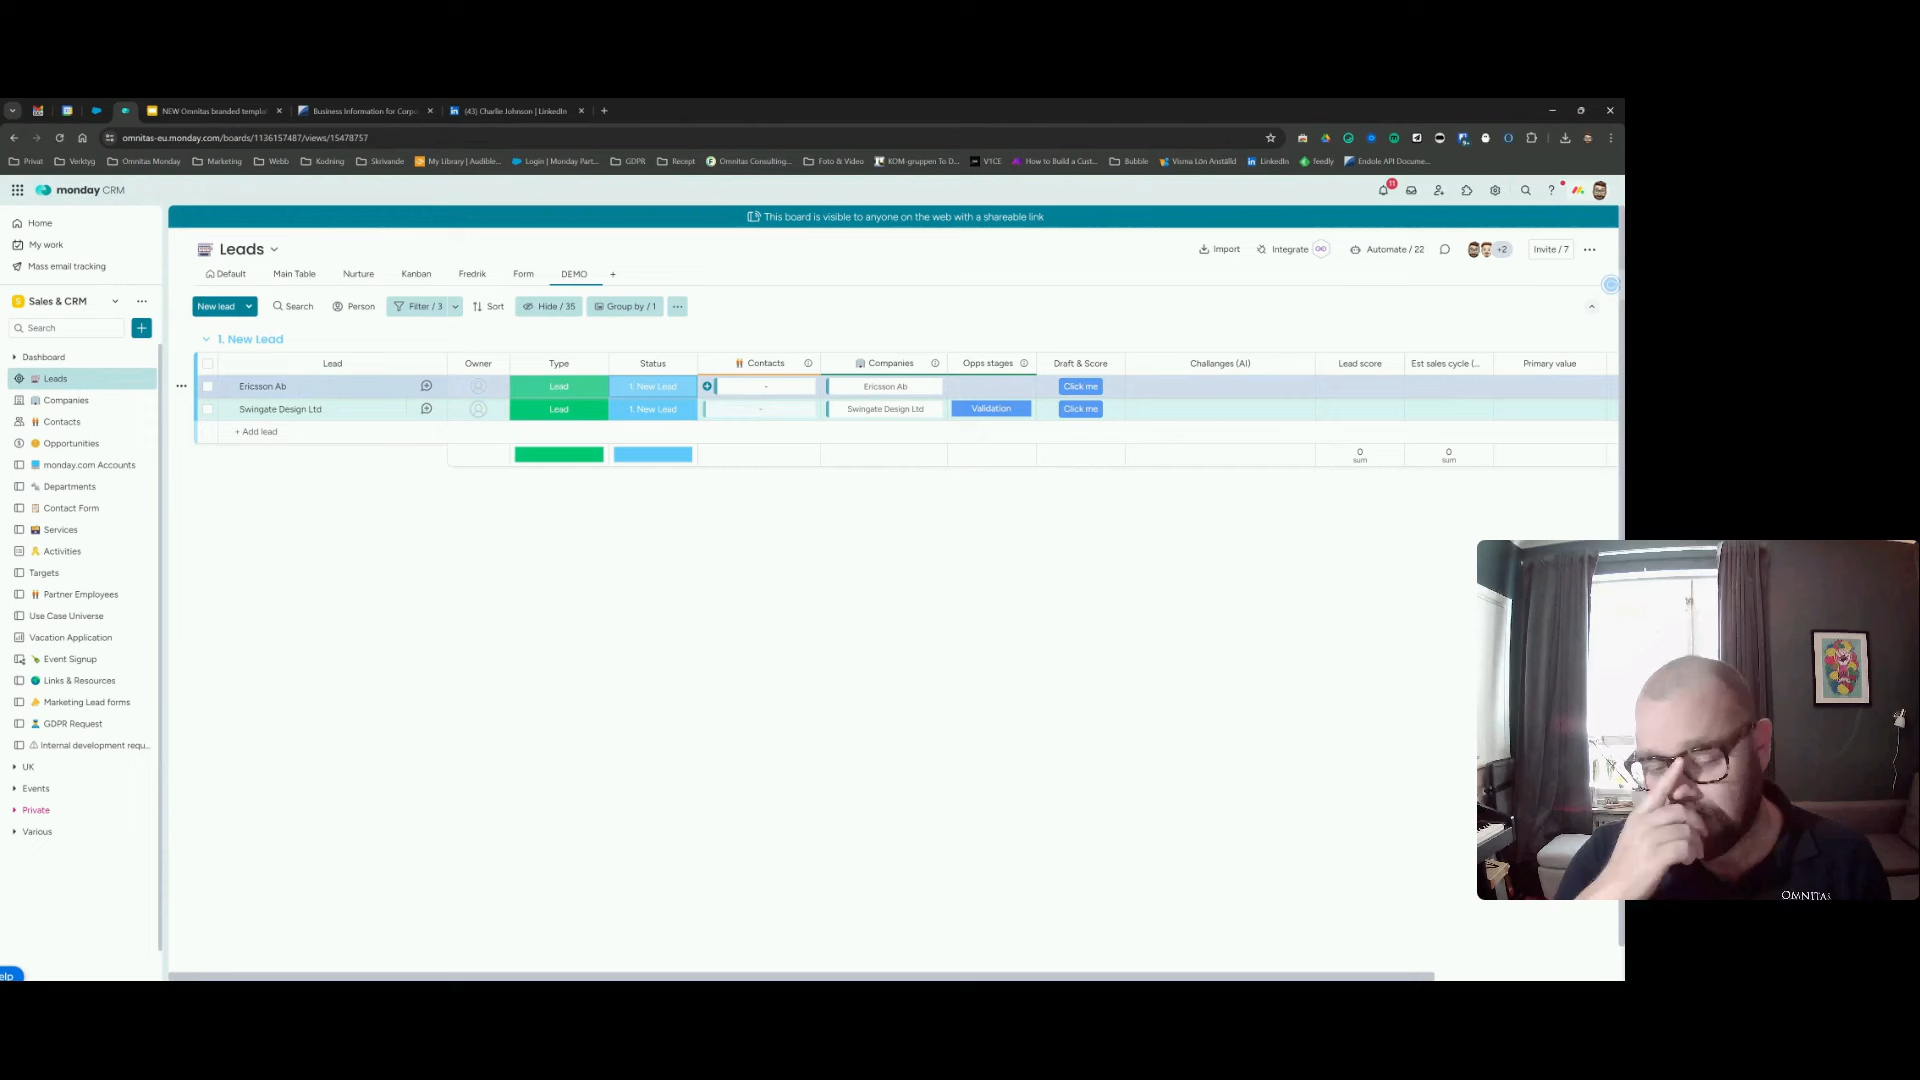 NEW Omnitas branded templa
Business Information for Corpo
(43) Charlie Johnson | LinkedIn
omnitas-eu.monday.com/boards/1136157487/views/15478757
Privat
Verktyg
Omnitas Monday
Marketing
Webb
Kodning
Skrivande
My Library | Audible...
Login | Monday Part...
GDPR
Recept
Omnitas Consulting...
Foto & Video
KOM-gruppen To D...
V1CE
How to Build a Cust...
Bubble
Visma Lön Anställd
LinkedIn
feedly
Endole API Docume...
monday CRM
11
Home
My work
Mass email tracking
Sales & CRM
Search
Dashboard
Leads
Companies
Contacts
Opportunities
monday.com Accounts
Departments
Contact Form
Services
Activities
Targets
Partner Employees
Use Case Universe
Vacation Application
Event Signup
Links & Resources
Marketing Lead forms
GDPR Request
Internal development requ...
UK
Events
Private
Various
elp
This board is visible to anyone on the web with a shareable link
Leads
Import
Integrate
Automate / 22
+2
Invite / 7
Default
Main Table
Nurture
Kanban
Fredrik
Form
DEMO
New lead
Search
Person
Filter / 3
Sort
Hide / 35
Group by / 1
1. New Lead
Lead Owner Type Status Contacts Companies Opps stages Draft & Score Challanges (AI) Lead score Est sales cycle (... Primary value
Ericsson Ab Lead 1. New Lead - Ericsson Ab Click me
Swingate Design Ltd Lead 1. New Lead - Swingate Design Ltd Validation Click me
+ Add lead
0 0
sum sum
OMNITAS